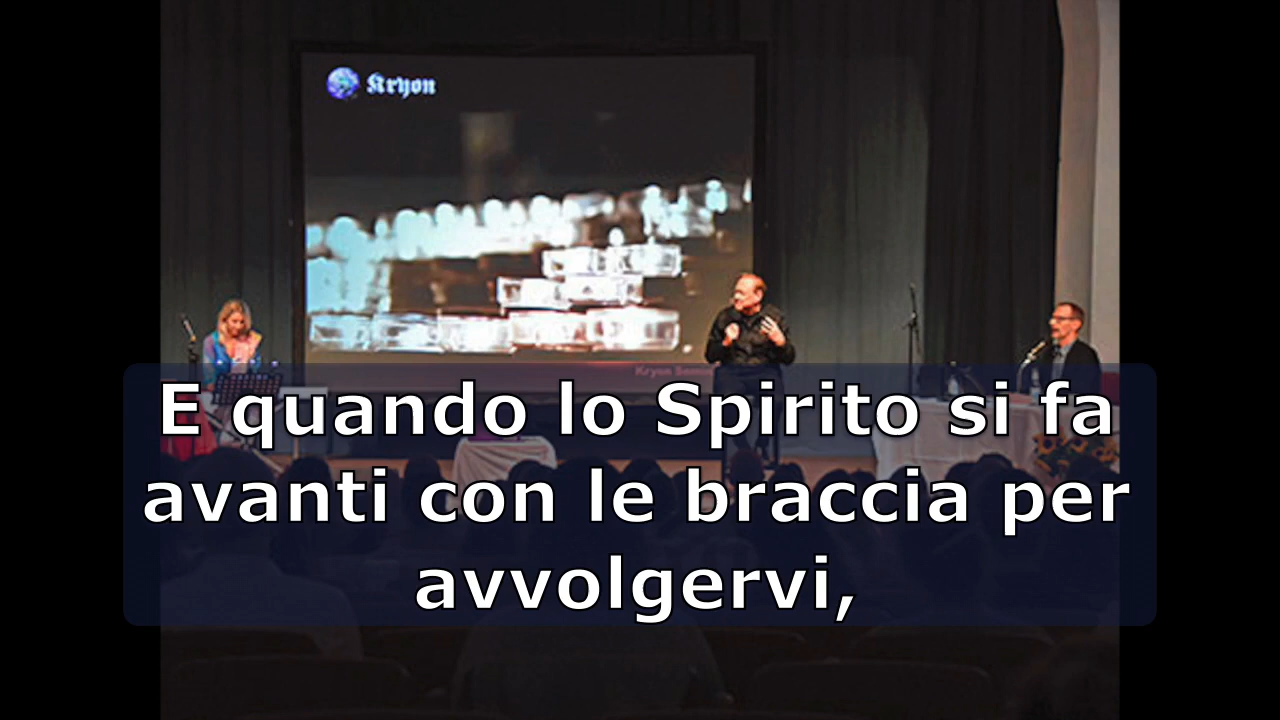 Kryon
E quando lo Spirito si fa
avanti con le braccia per
avvolgervi,